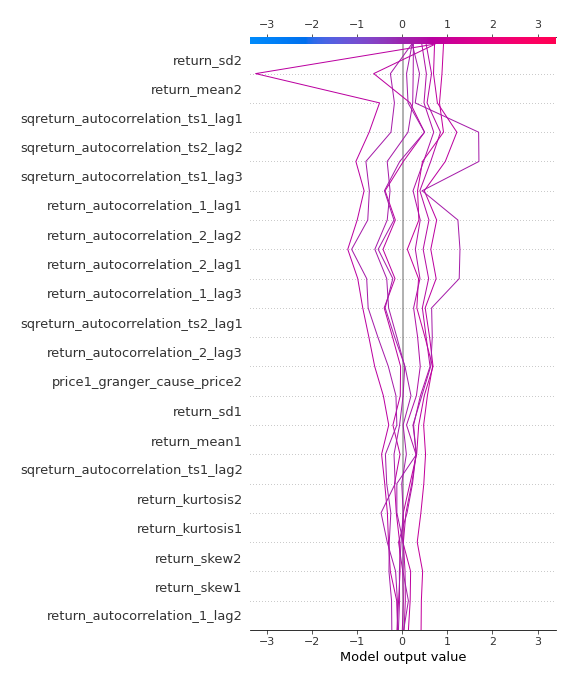 −3 −2 −1 0 1 2 3
return_sd2
return_mean2
sqreturn_autocorrelation_ts1_lag1
sqreturn_autocorrelation_ts2_lag2
sqreturn_autocorrelation_ts1_lag3
return_autocorrelation_1_lag1
return_autocorrelation_2_lag2
return_autocorrelation_2_lag1
return_autocorrelation_1_lag3
sqreturn_autocorrelation_ts2_lag1
return_autocorrelation_2_lag3
price1_granger_cause_price2
return_sd1
return_mean1
sqreturn_autocorrelation_ts1_lag2
return_kurtosis2
return_kurtosis1
return_skew2
return_skew1
return_autocorrelation_1_lag2
−3 −2 −1 0 1 2 3
Model output value